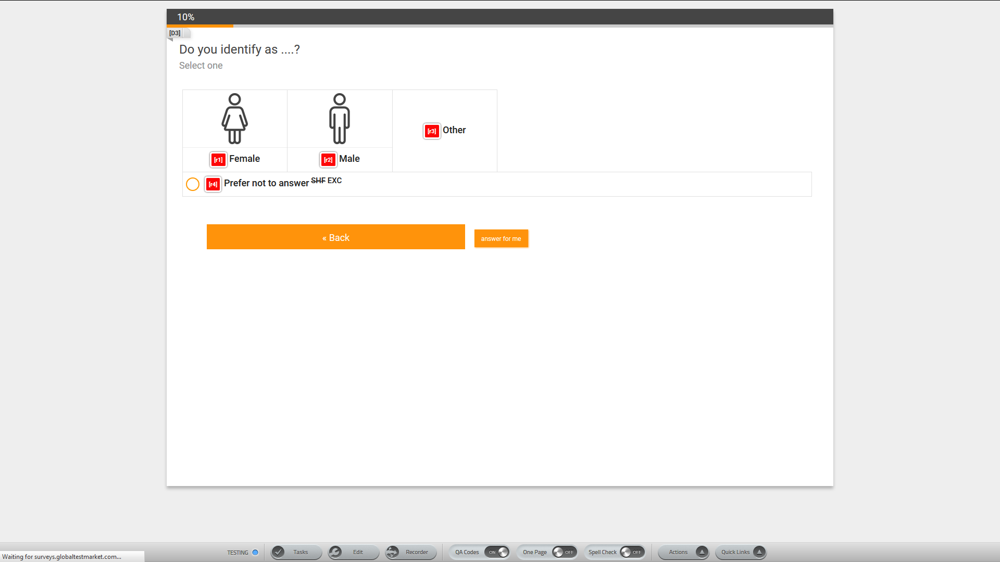 10%
[D3]
Do you identify as ....?
Select one
[r1] Female
[r2] Male
[r3] Other
[r4] Prefer not to answer SHF EXC
« Back
answer for me
TESTING
Tasks
Edit
Recorder
QA Codes ON
One Page OFF
Spell Check OFF
Actions
Quick Links
Waiting for surveys.globaltestmarket.com...